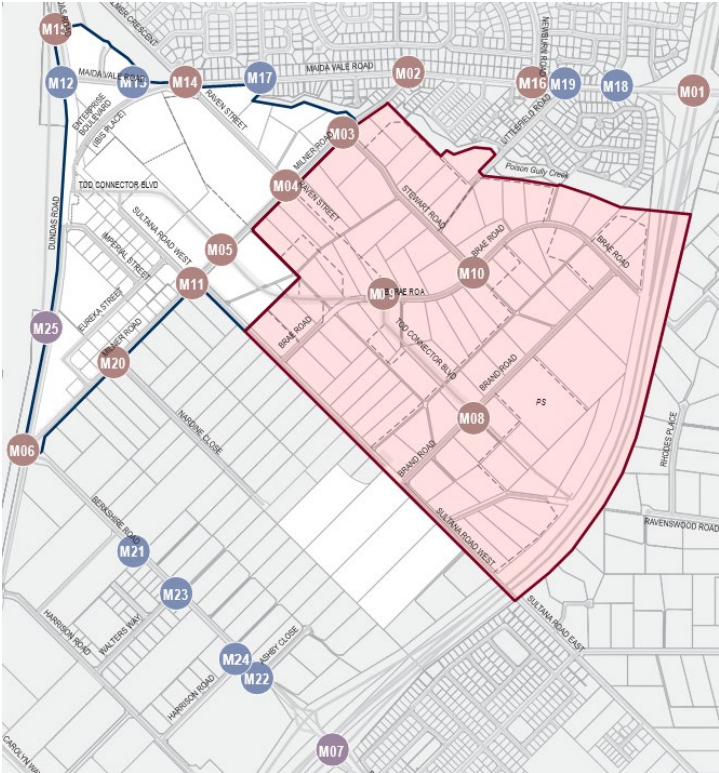 M15
MAIDA VALE ROAD
M12
M13
M14
M17
MAIDA VALE ROAD
M02
M16
NEWBURN ROAD
M19
M18
M01
ENTERPRISE
BOULEVARD
(IBIS PLACE)
RAVEN STREET
MILNER ROAD
M03
LITTLEFIELD ROAD
Poison Gully Creek
TOD CONNECTOR BLVD
M04
RAVEN STREET
STEWART ROAD
DUNDAS ROAD
SULTANA ROAD WEST
IMPERIAL STREET
M05
BRAE ROAD
BRAE ROAD
M10
M11
M09
BRAE ROA
EUREKA STREET
MILNER ROAD
M25
BRAE ROAD
TOD CONNECTOR BLVD
M20
BRAND ROAD
PS
NARDINE CLOSE
M08
RHODES PLACE
M06
BRAND ROAD
BERKSHIRE ROAD
SULTANA ROAD WEST
RAVENSWOOD ROAD
M21
M23
HARRISON ROAD
WALTERS WAY
SULTANA ROAD EAST
ASHBY CLOSE
M24
M22
HARRISON ROAD
M07
CAROLYN WAY